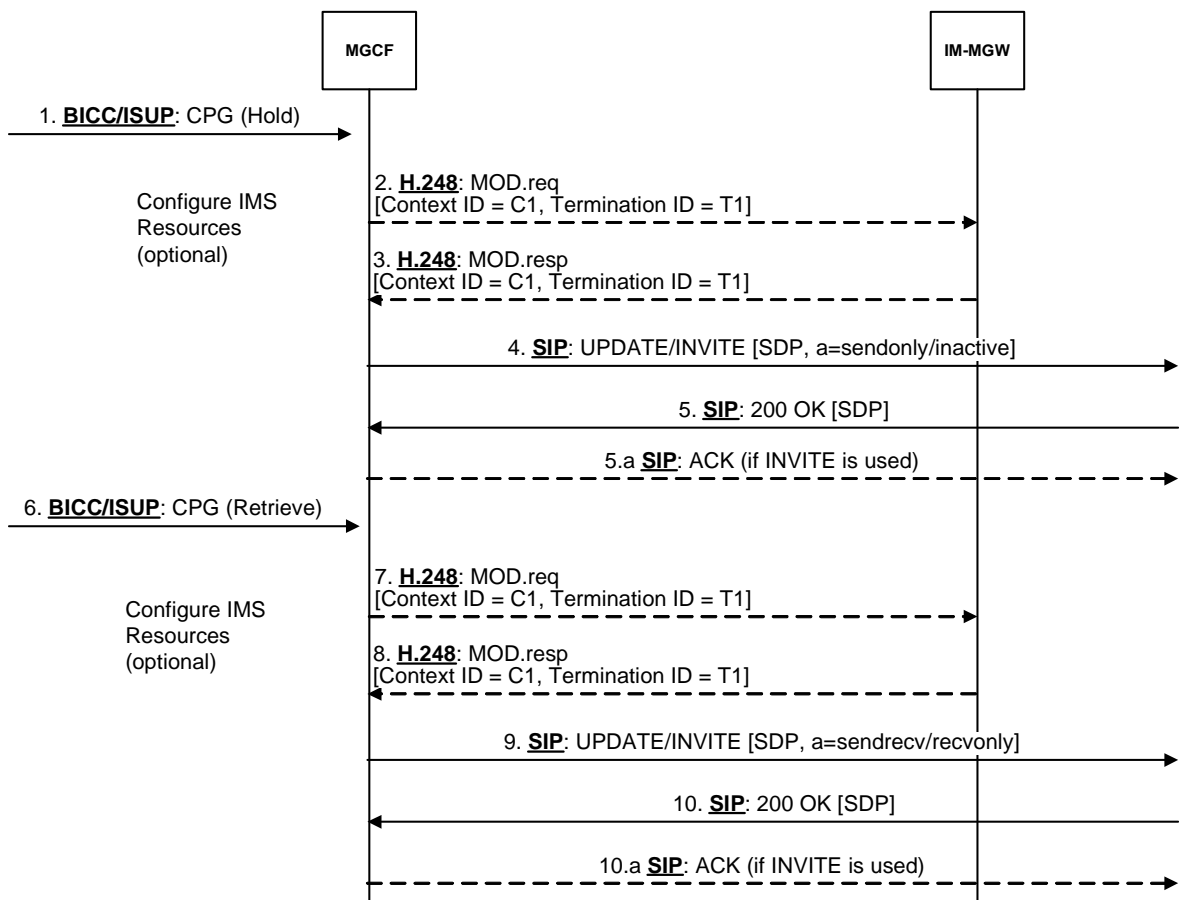 MGCF
IM-MGW
1. BICC/ISUP: CPG (Hold)
Configure IMS
Resources
(optional)
2. H.248: MOD.req
[Context ID = C1, Termination ID = T1]
3. H.248: MOD.resp
[Context ID = C1, Termination ID = T1]
4. SIP: UPDATE/INVITE [SDP, a=sendonly/inactive]
5. SIP: 200 OK [SDP]
5.a SIP: ACK (if INVITE is used)
6. BICC/ISUP: CPG (Retrieve)
Configure IMS
Resources
(optional)
7. H.248: MOD.req
[Context ID = C1, Termination ID = T1]
8. H.248: MOD.resp
[Context ID = C1, Termination ID = T1]
9. SIP: UPDATE/INVITE [SDP, a=sendrecv/recvonly]
10. SIP: 200 OK [SDP]
10.a SIP: ACK (if INVITE is used)